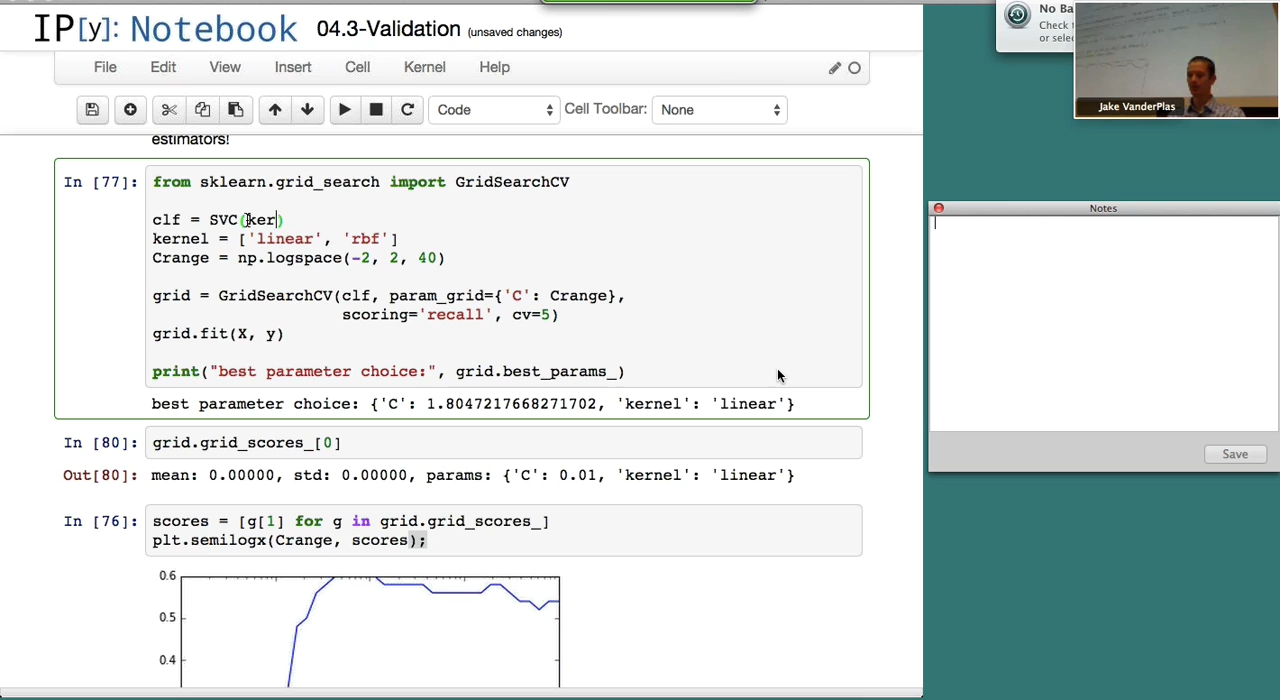 IP[y]: Notebook 04.3-Validation (unsaved changes)
File Edit View Insert Cell Kernel Help
Code Cell Toolbar: None
estimators!
In [77]: from sklearn.grid_search import GridSearchCV
clf = SVC(ker)
kernel = ['linear', 'rbf']
Crange = np.logspace(-2, 2, 40)
grid = GridSearchCV(clf, param_grid={'C': Crange},
scoring='recall', cv=5)
grid.fit(X, y)
print("best parameter choice:", grid.best_params_)
best parameter choice: {'C': 1.8047217668271702, 'kernel': 'linear'}
In [80]: grid.grid_scores_[0]
Out[80]: mean: 0.00000, std: 0.00000, params: {'C': 0.01, 'kernel': 'linear'}
In [76]: scores = [g[1] for g in grid.grid_scores_]
plt.semilogx(Crange, scores);
0.6
0.5
0.4
No Ba
Check
or selec
Jake VanderPlas
Notes
Save